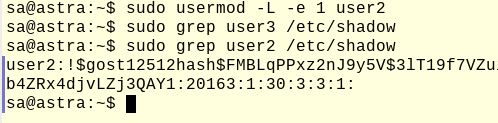 sa@astra:~$ sudo usermod -L -e 1 user2
sa@astra:~$ sudo grep user3 /etc/shadow
sa@astra:~$ sudo grep user2 /etc/shadow
user2:!$gost12512hash$FMBLqPPxz2nJ9y5V$3lT19f7VZu
b4ZRx4djvLZj3QAY1:20163:1:30:3:3:1:
sa@astra:~$